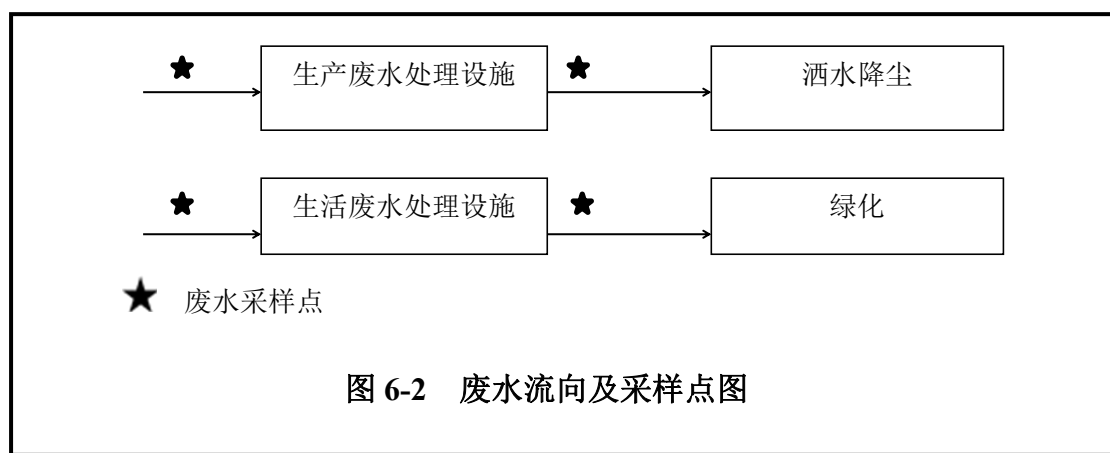 生产废水处理设施
洒水降尘
生活废水处理设施
绿化
废水采样点
图 6-2 废水流向及采样点图